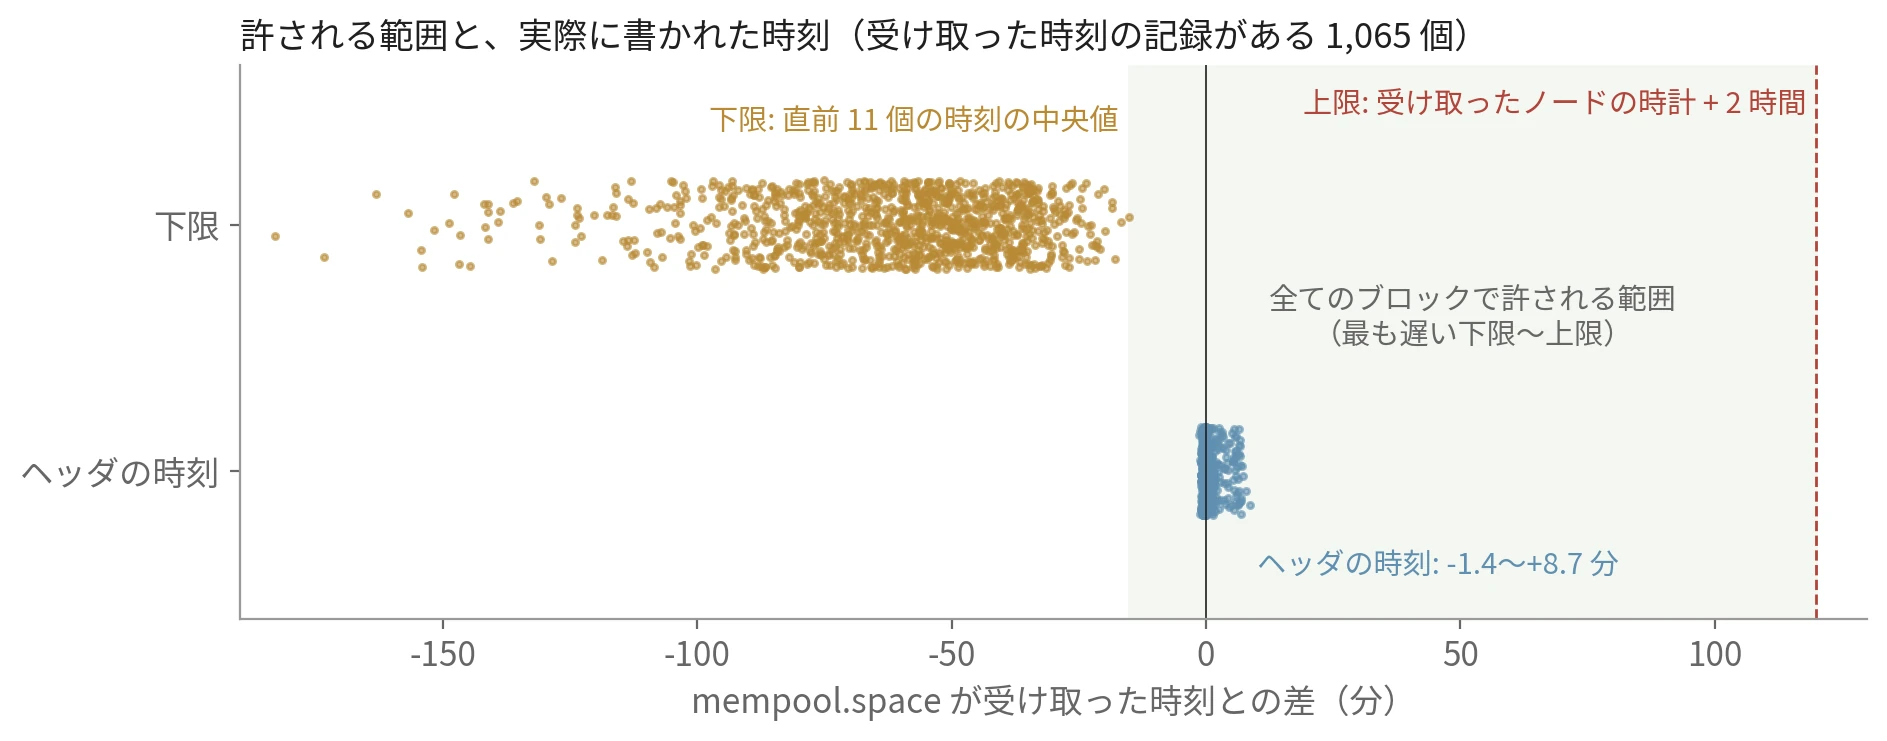 許される範囲と、実際に書かれた時刻（受け取った時刻の記録がある 1,065 個）
下限: 直前 11 個の時刻の中央値
上限: 受け取ったノードの時計 + 2 時間
下限
全てのブロックで許される範囲
（最も遅い下限〜上限）
ヘッダの時刻
ヘッダの時刻: -1.4〜+8.7 分
-150
-100
-50
0
50
100
mempool.space が受け取った時刻との差（分）